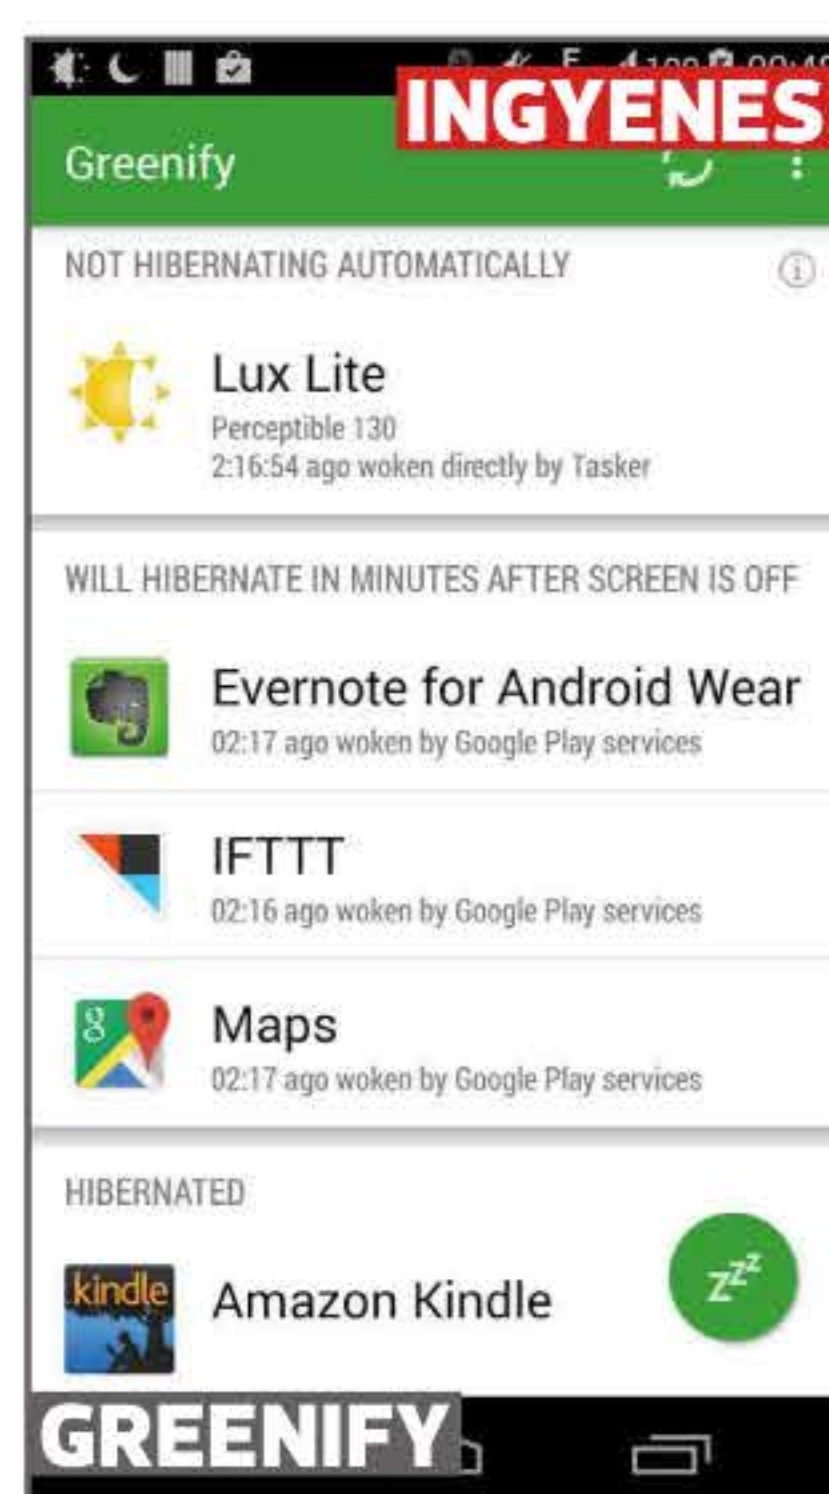 INGYENES
Greenify
NOT HIBERNATING AUTOMATICALLY
Lux Lite
Perceptible 130
2:16:54 ago woken directly by Tasker
WILL HIBERNATE IN MINUTES AFTER SCREEN IS OFF
Evernote for Android Wear
02:17 ago woken by Google Play services
IFTTT
02:16 ago woken by Google Play services
Maps
02:17 ago woken by Google Play services
HIBERNATED
kindle
Amazon Kindle
zzz
GREENIFY